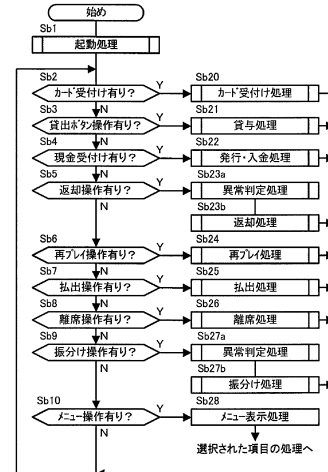 始め
Sb1
起動処理
Sb2
カード受付け有り?
Y
N
Sb20
カード受付け処理
Sb3
貸出ボタン操作有り?
Y
N
Sb21
貸与処理
Sb4
現金受付け有り?
Y
N
Sb22
発行・入金処理
Sb5
返却操作有り?
Y
N
Sb23a
異常判定処理
Sb23b
返却処理
Sb6
再プレイ操作有り?
Y
N
Sb24
再プレイ処理
Sb7
払出操作有り?
Y
N
Sb25
払出処理
Sb8
離席操作有り?
Y
N
Sb26
離席処理
Sb9
振分け操作有り?
Y
N
Sb27a
異常判定処理
Sb27b
振分け処理
Sb10
メニュー操作有り?
Y
N
Sb28
メニュー表示処理
選択された項目の処理へ